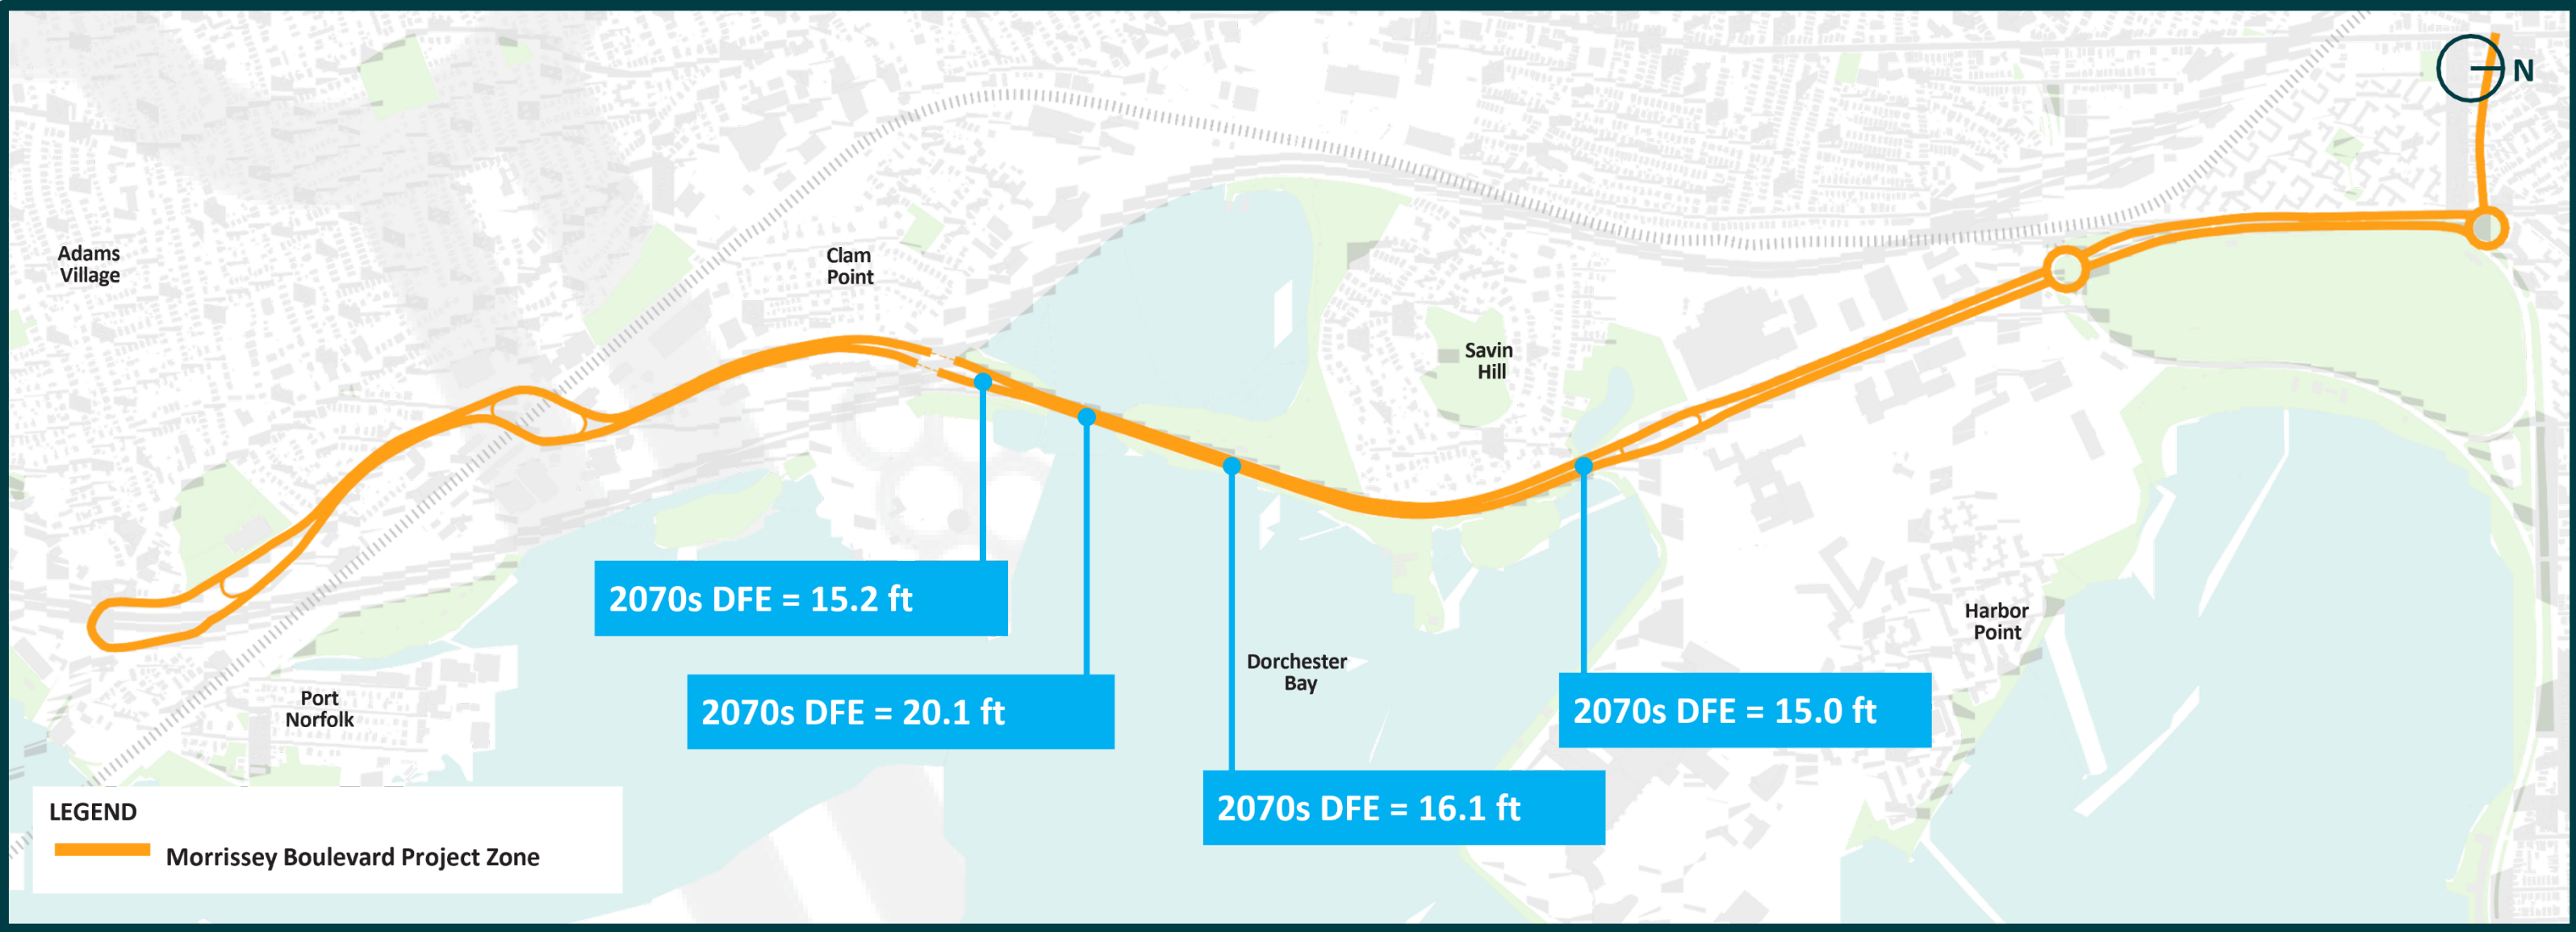 N
Adams
Village
Clam
Point
Savin
Hill
2070s DFE = 15.2 ft
Harbor
Point
Dorchester
Bay
2070s DFE = 20.1 ft
2070s DFE = 15.0 ft
Port
Norfolk
2070s DFE = 16.1 ft
LEGEND
Morrissey Boulevard Project Zone